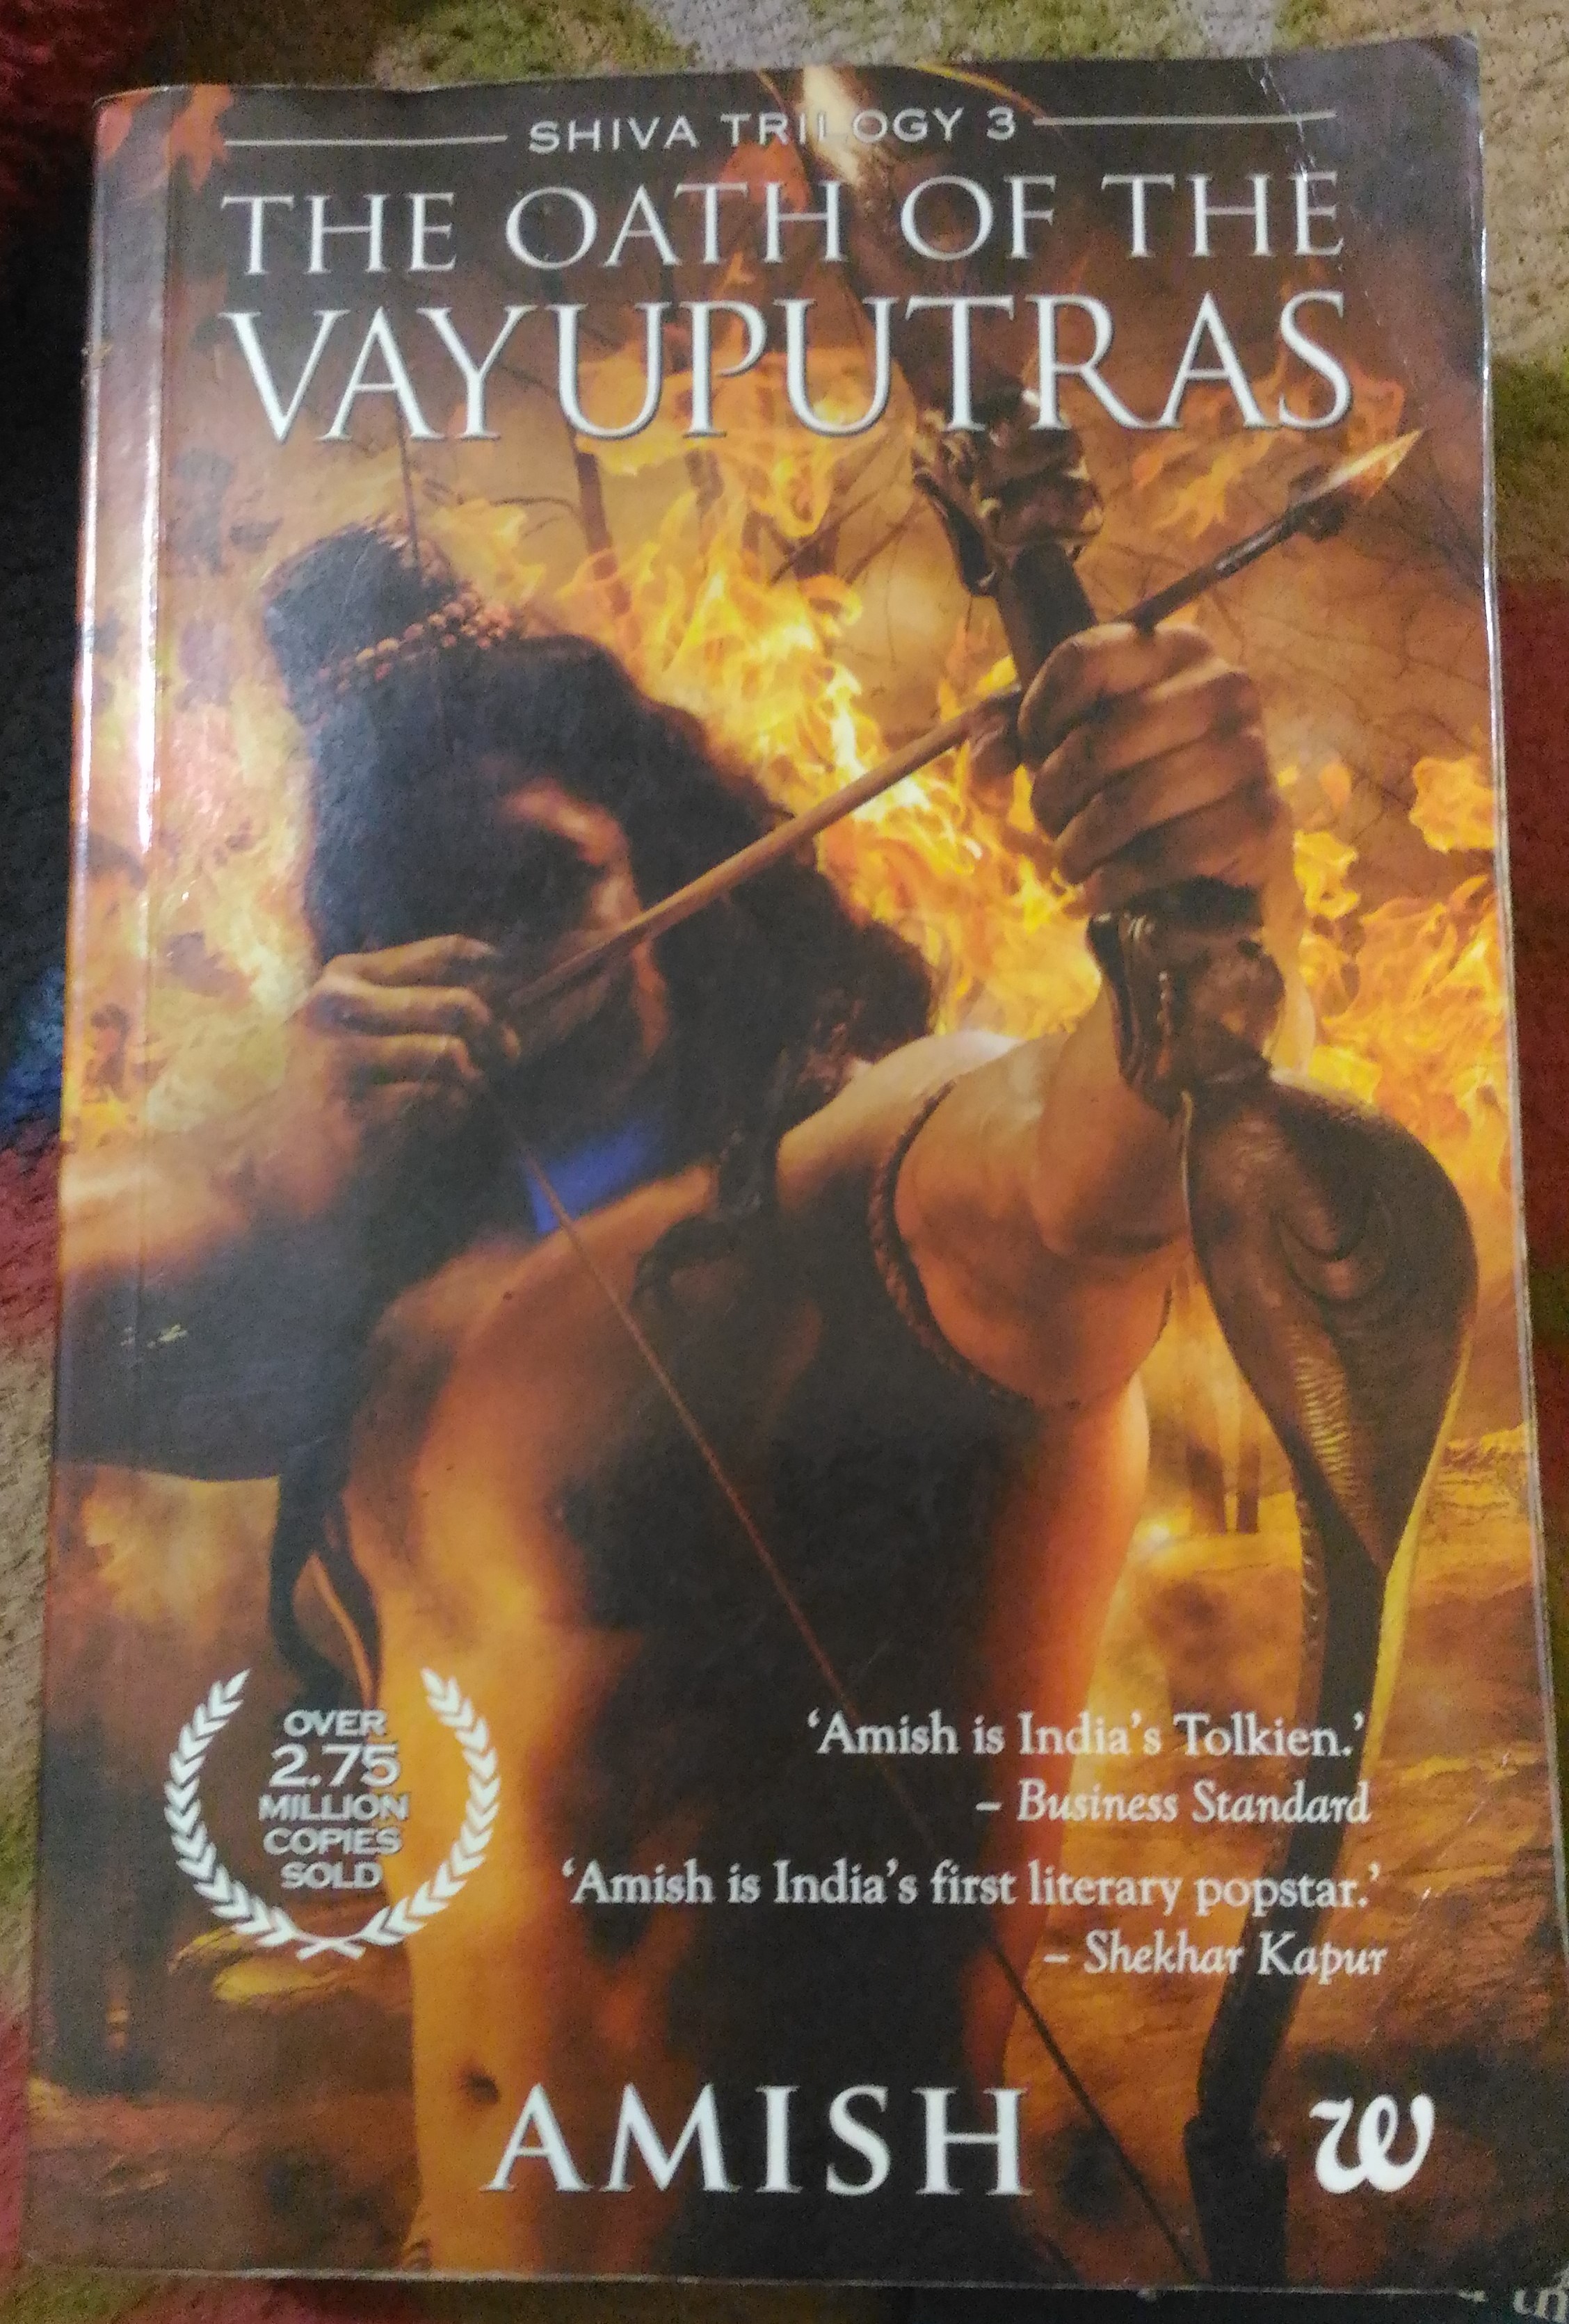 SHIVA TRILOGY 3
THE OATH OF THE
VAYUPUTRAS
OVER
2.75
MILLION
COPIES
SOLD
'Amish is India's Tolkien.'
– Business Standard
'Amish is India's first literary popstar.'
– Shekhar Kapur
AMISH
w